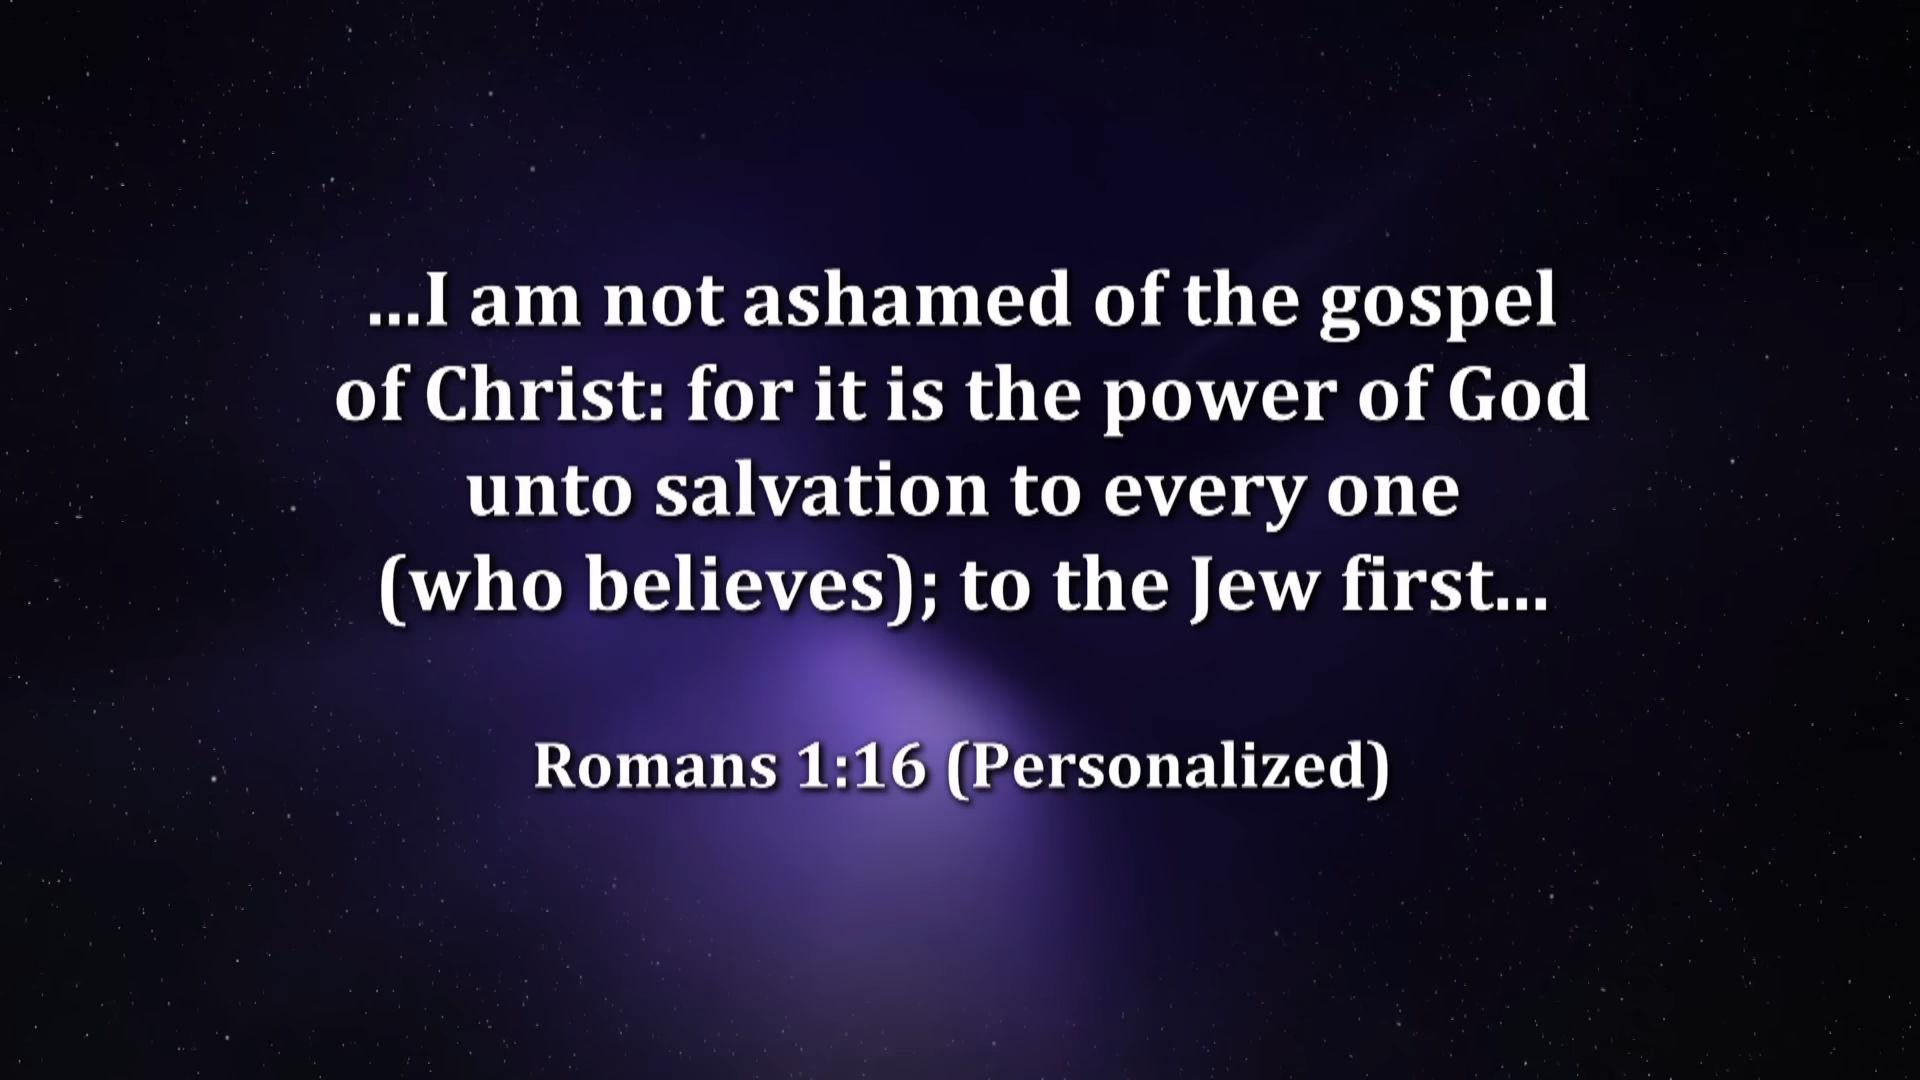 ...I am not ashamed of the gospel
of Christ: for it is the power of God
unto salvation to every one
(who believes); to the Jew first...
Romans 1:16 (Personalized)